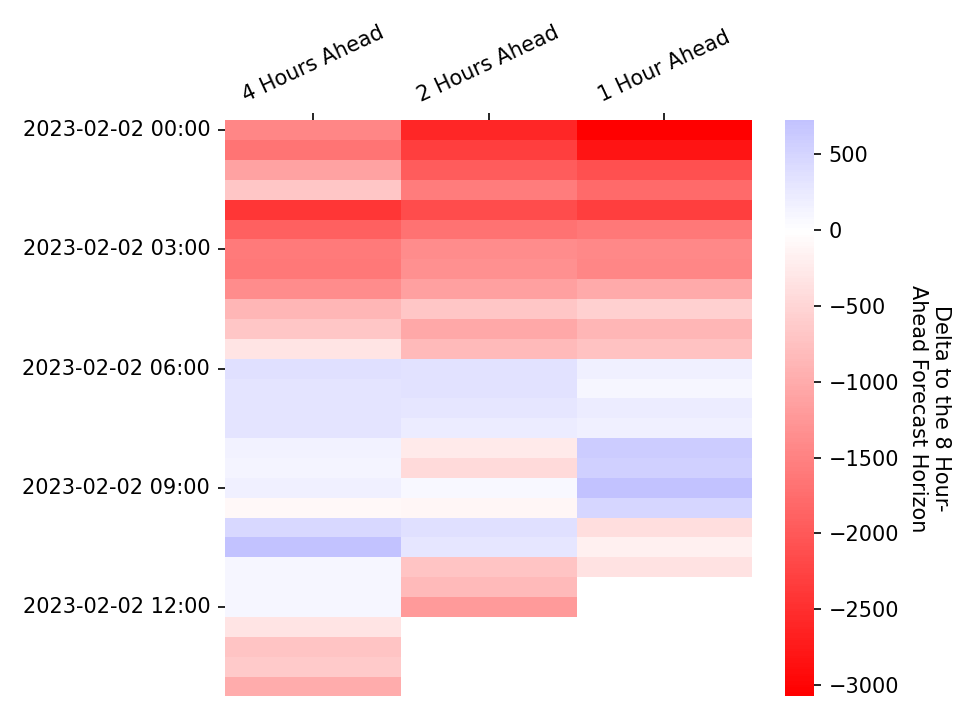 4 Hours Ahead
2 Hours Ahead
1 Hour Ahead
2023-02-02 00:00
2023-02-02 03:00
2023-02-02 06:00
2023-02-02 09:00
2023-02-02 12:00
500
0
−500
−1000
−1500
−2000
−2500
−3000
Delta to the 8 Hour-
Ahead Forecast Horizon